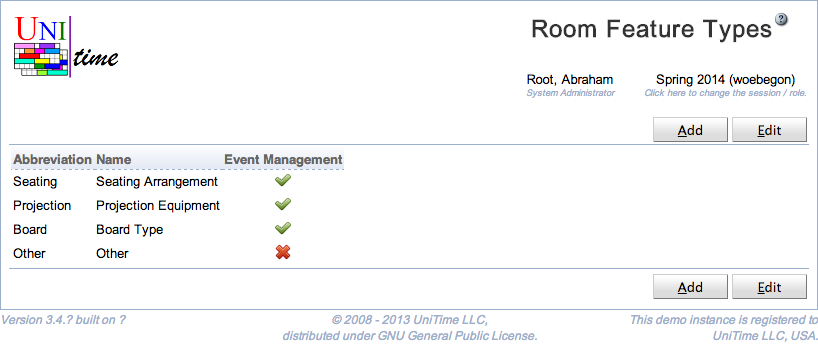 UNI
time
Room Feature Types ?
Root, Abraham Spring 2014 (woebegon)
System Administrator Click here to change the session / role.
Add Edit
Abbreviation Name Event Management
Seating Seating Arrangement
Projection Projection Equipment
Board Board Type
Other Other
Add Edit
Version 3.4.? built on ? © 2008 - 2013 UniTime LLC, This demo instance is registered to
distributed under GNU General Public License. UniTime LLC, USA.